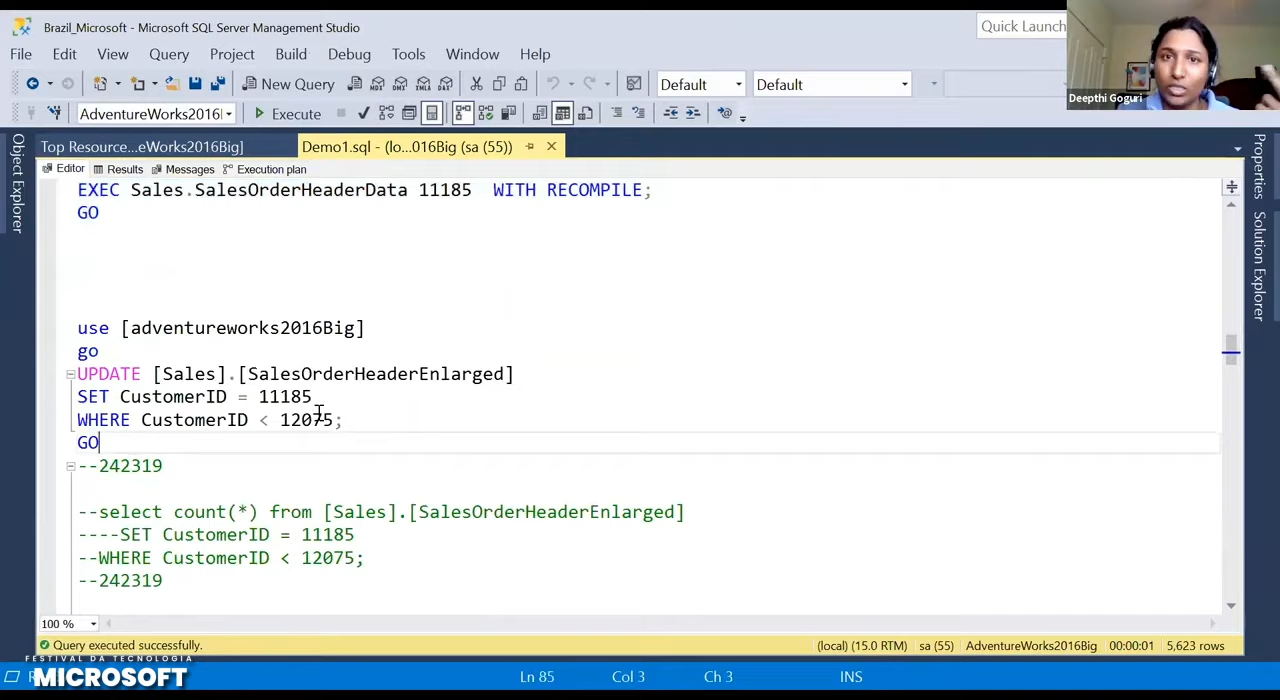 Brazil_Microsoft - Microsoft SQL Server Management Studio
Quick Launch
File Edit View Query Project Build Debug Tools Window Help
Deepthi Goguri
New Query
Default
Default
AdventureWorks2016
Execute
Object Explorer
Top Resource...eWorks2016Big]
Demo1.sql - (lo...016Big (sa (55))
Editor Results Messages Execution plan
EXEC Sales.SalesOrderHeaderData 11185 WITH RECOMPILE;
GO
use [adventureworks2016Big]
go
UPDATE [Sales].[SalesOrderHeaderEnlarged]
SET CustomerID = 11185
WHERE CustomerID < 12075;
GO
--242319
--select count(*) from [Sales].[SalesOrderHeaderEnlarged]
----SET CustomerID = 11185
--WHERE CustomerID < 12075;
--242319
Properties
Solution Explorer
100 %
Query executed successfully.
(local) (15.0 RTM) sa (55) AdventureWorks2016Big 00:00:01 5,623 rows
FESTIVAL DA TECNOLOGIA
MICROSOFT
Ln 85 Col 3 Ch 3 INS